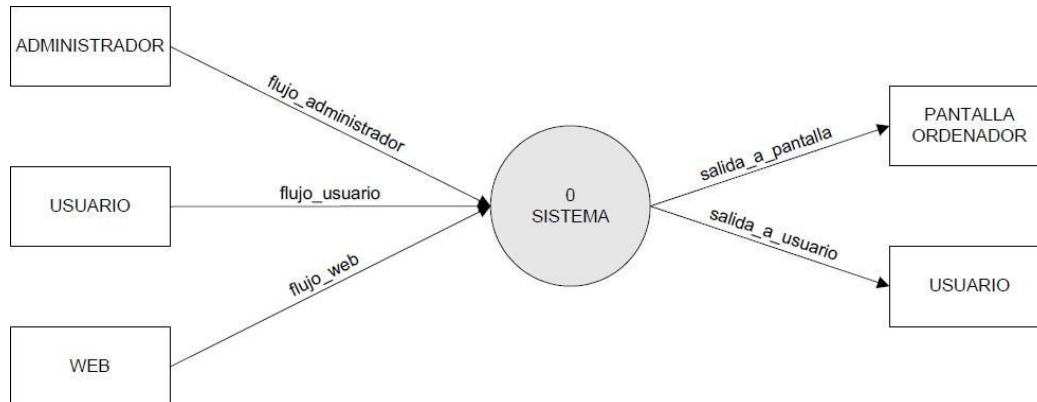 ADMINISTRADOR
flujo_administrador
USUARIO
flujo_usuario
WEB
flujo_web
0
SISTEMA
salida_a_pantalla
PANTALLA
ORDENADOR
salida_a_usuario
USUARIO